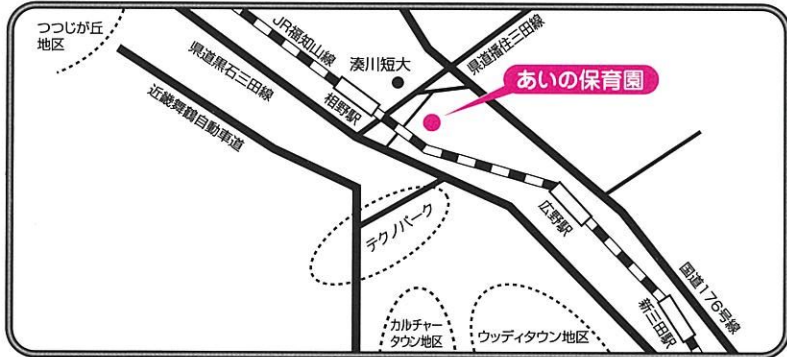 つつじが丘
地区
JR福知山線
県道黒石三田線
近畿舞鶴自動車道
湊川短大
相野駅
県道播住三田線
あいの保育園
テクノパーク
広野駅
国道176号線
新三田駅
カルチャー
タウン地区
ウッディタウン地区